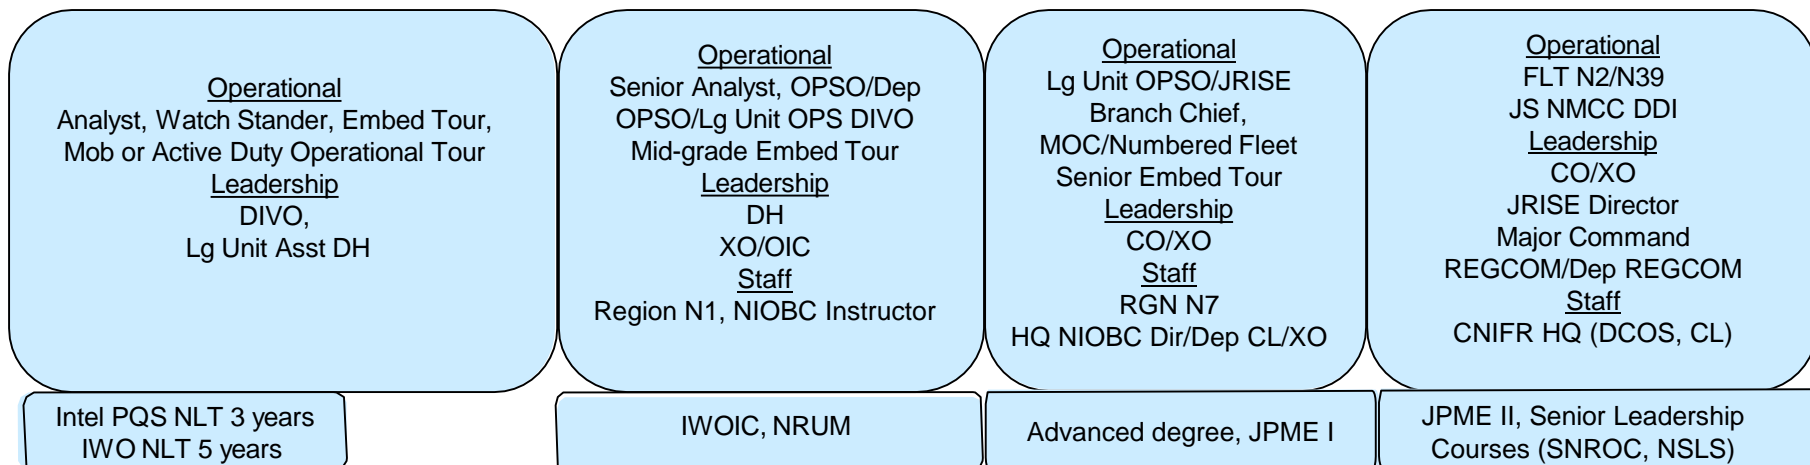 Operational
Analyst, Watch Stander, Embed Tour,
Mob or Active Duty Operational Tour
Leadership
DIVO,
Lg Unit Asst DH
Intel PQS NLT 3 years
IWO NLT 5 years
Operational
Senior Analyst, OPSO/Dep
OPSO/Lg Unit OPS DIVO
Mid-grade Embed Tour
Leadership
DH
XO/OIC
Staff
Region N1, NIOBC Instructor
IWOIC, NRUM
Operational
Lg Unit OPSO/JRISE
Branch Chief,
MOC/Numbered Fleet
Senior Embed Tour
Leadership
CO/XO
Staff
RGN N7
HQ NIOBC Dir/Dep CL/XO
Advanced degree, JPME I
Operational
FLT N2/N39
JS NMCC DDI
Leadership
CO/XO
JRISE Director
Major Command
REGCOM/Dep REGCOM
Staff
CNIFR HQ (DCOS, CL)
JPME II, Senior Leadership
Courses (SNROC, NSLS)